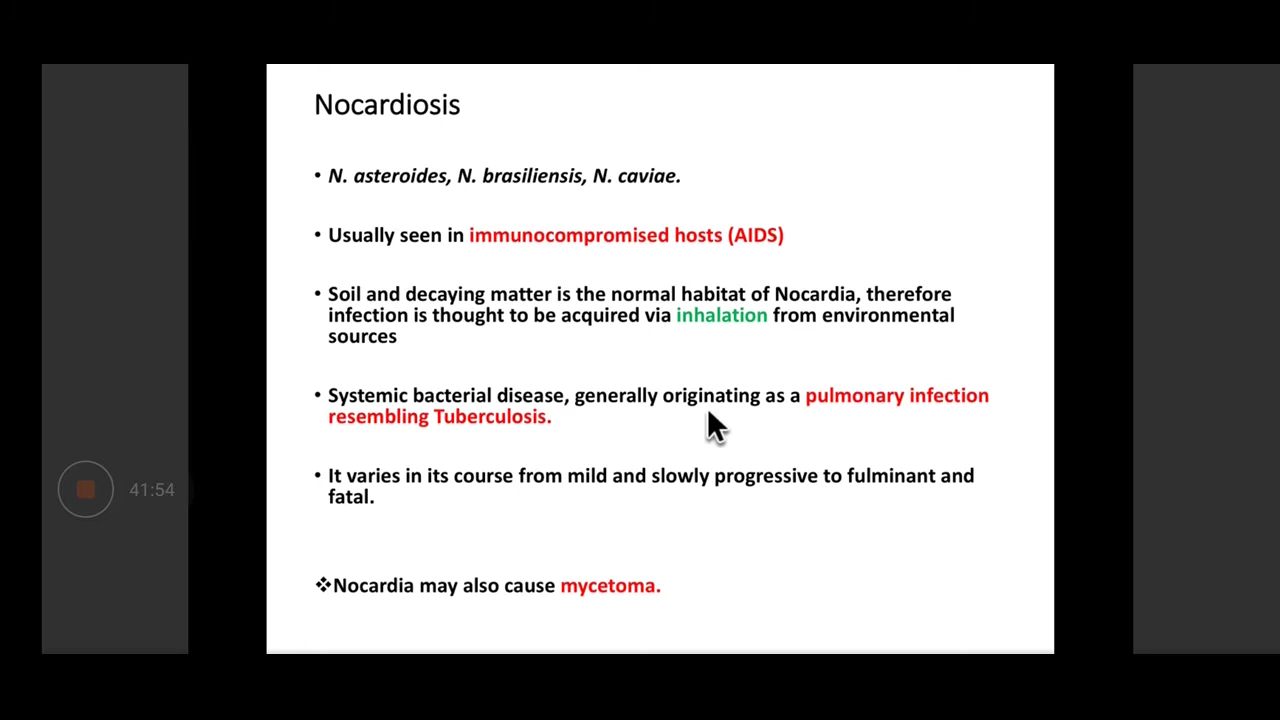 Nocardiosis
• N. asteroides, N. brasiliensis, N. caviae.
• Usually seen in immunocompromised hosts (AIDS)
• Soil and decaying matter is the normal habitat of Nocardia, therefore
infection is thought to be acquired via inhalation from environmental
sources
• Systemic bacterial disease, generally originating as a pulmonary infection
resembling Tuberculosis.
• It varies in its course from mild and slowly progressive to fulminant and
fatal.
41:54
❖Nocardia may also cause mycetoma.